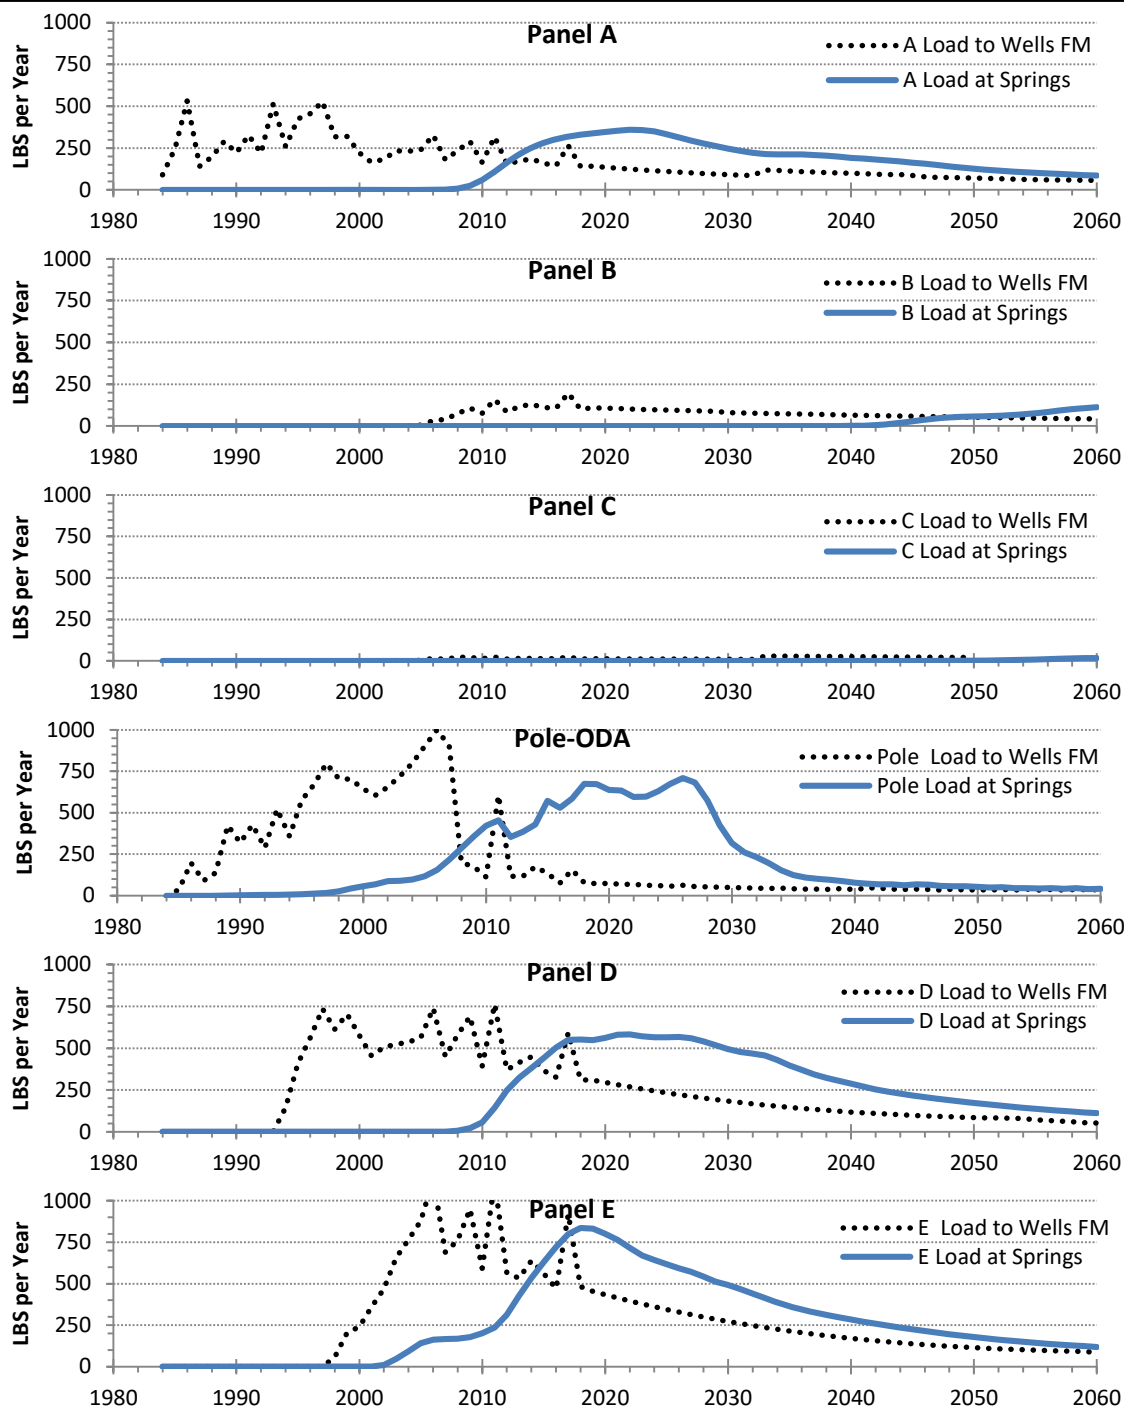 Panel A
LBS per Year
1000
750
500
250
0
A Load to Wells FM
A Load at Springs
1980 1990 2000 2010 2020 2030 2040 2050 2060
Panel B
LBS per Year
1000
750
500
250
0
B Load to Wells FM
B Load at Springs
1980 1990 2000 2010 2020 2030 2040 2050 2060
Panel C
LBS per Year
1000
750
500
250
0
C Load to Wells FM
C Load at Springs
1980 1990 2000 2010 2020 2030 2040 2050 2060
Pole-ODA
LBS per Year
1000
750
500
250
0
Pole Load to Wells FM
Pole Load at Springs
1980 1990 2000 2010 2020 2030 2040 2050 2060
Panel D
LBS per Year
1000
750
500
250
0
D Load to Wells FM
D Load at Springs
1980 1990 2000 2010 2020 2030 2040 2050 2060
Panel E
LBS per Year
1000
750
500
250
0
E Load to Wells FM
E Load at Springs
1980 1990 2000 2010 2020 2030 2040 2050 2060